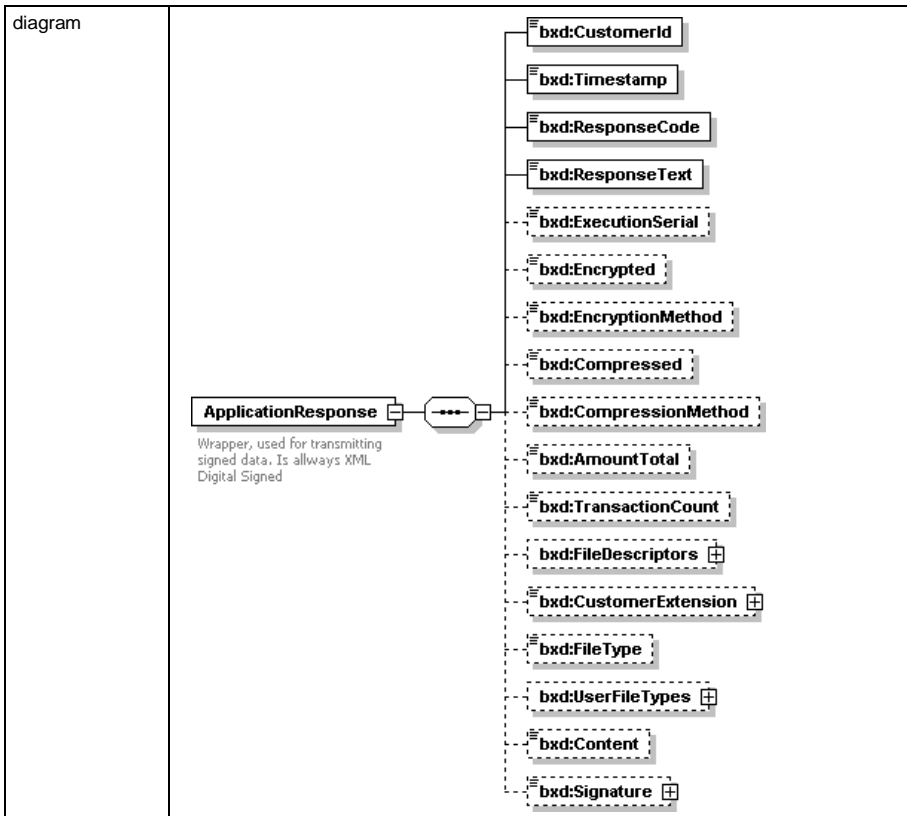 diagram
bxd:CustomerId
bxd:Timestamp
bxd:ResponseCode
bxd:ResponseText
bxd:ExecutionSerial
bxd:Encrypted
bxd:EncryptionMethod
bxd:Compressed
ApplicationResponse
bxd:CompressionMethod
Wrapper, used for transmitting
signed data. Is allways XML
Digital Signed
bxd:AmountTotal
bxd:TransactionCount
bxd:FileDescriptors
bxd:CustomerExtension
bxd:FileType
bxd:UserFileTypes
bxd:Content
bxd:Signature